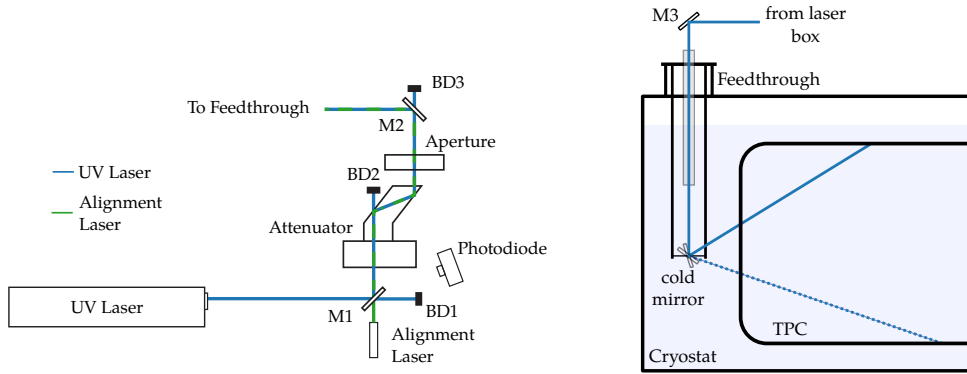 BD3
To Feedthrough
M2
Aperture
UV Laser
BD2
Alignment
Laser
Attenuator
Photodiode
UV Laser
M1
BD1
Alignment
Laser
M3
from laser
box
Feedthrough
cold
mirror
TPC
Cryostat